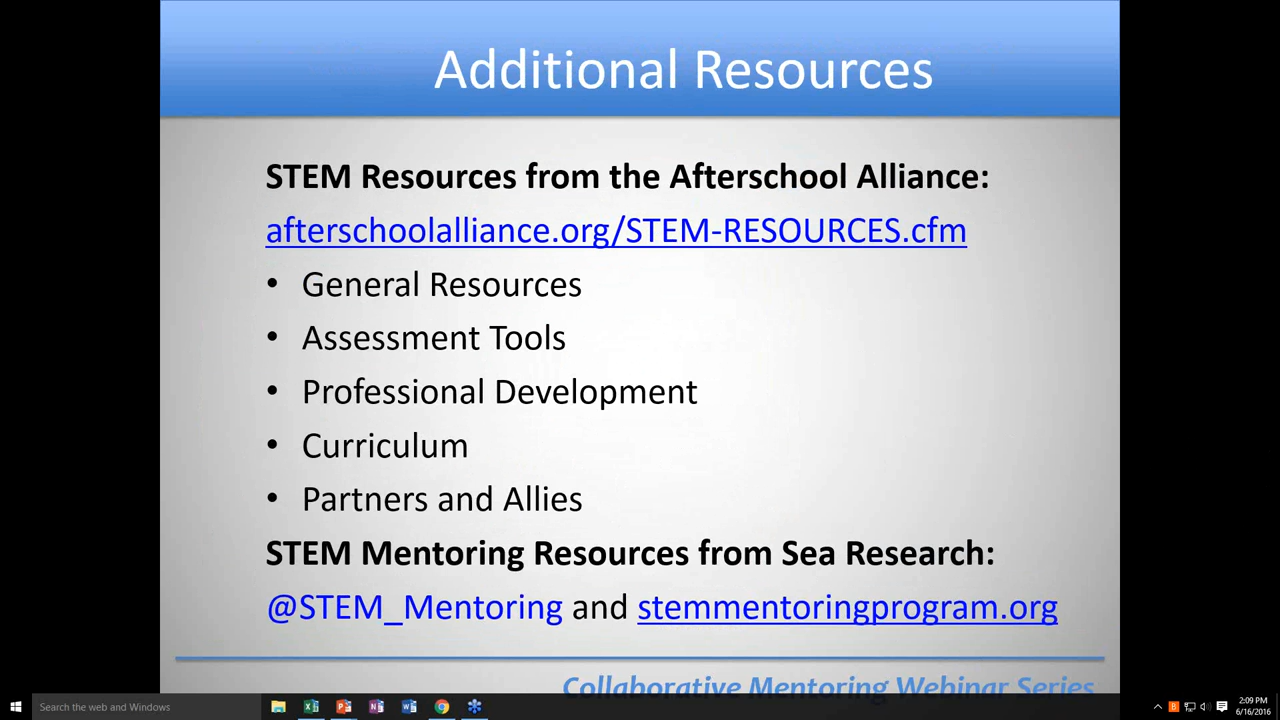 Additional Resources
STEM Resources from the Afterschool Alliance:
afterschoolalliance.org/STEM-RESOURCES.cfm
• General Resources
• Assessment Tools
• Professional Development
• Curriculum
• Partners and Allies
STEM Mentoring Resources from Sea Research:
@STEM_Mentoring and stemmentoringprogram.org
Collaborative Mentoring Webinar Series
Search the web and Windows
2:09 PM
6/16/2016